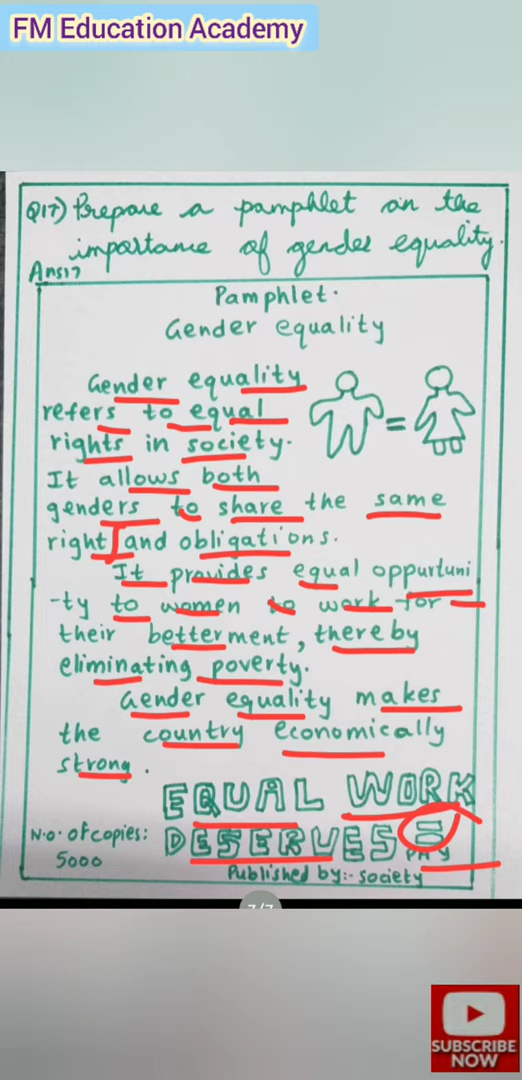 FM Education Academy
Q17) Prepare a pamphlet on the
importance of gender equality.
Ans17
Pamphlet.
Gender equality
Gender equality
refers to equal
rights in society.
It allows both
genders to share the same
right and obligations.
It provides equal oppurtuni
-ty to women to work for
their betterment, thereby
eliminating poverty.
Gender equality makes
the country economically
strong.
EQUAL WORK
DESERVES =
PAY
N.O. of copies:
5000
Published by:- society
7/7
SUBSCRIBE
NOW